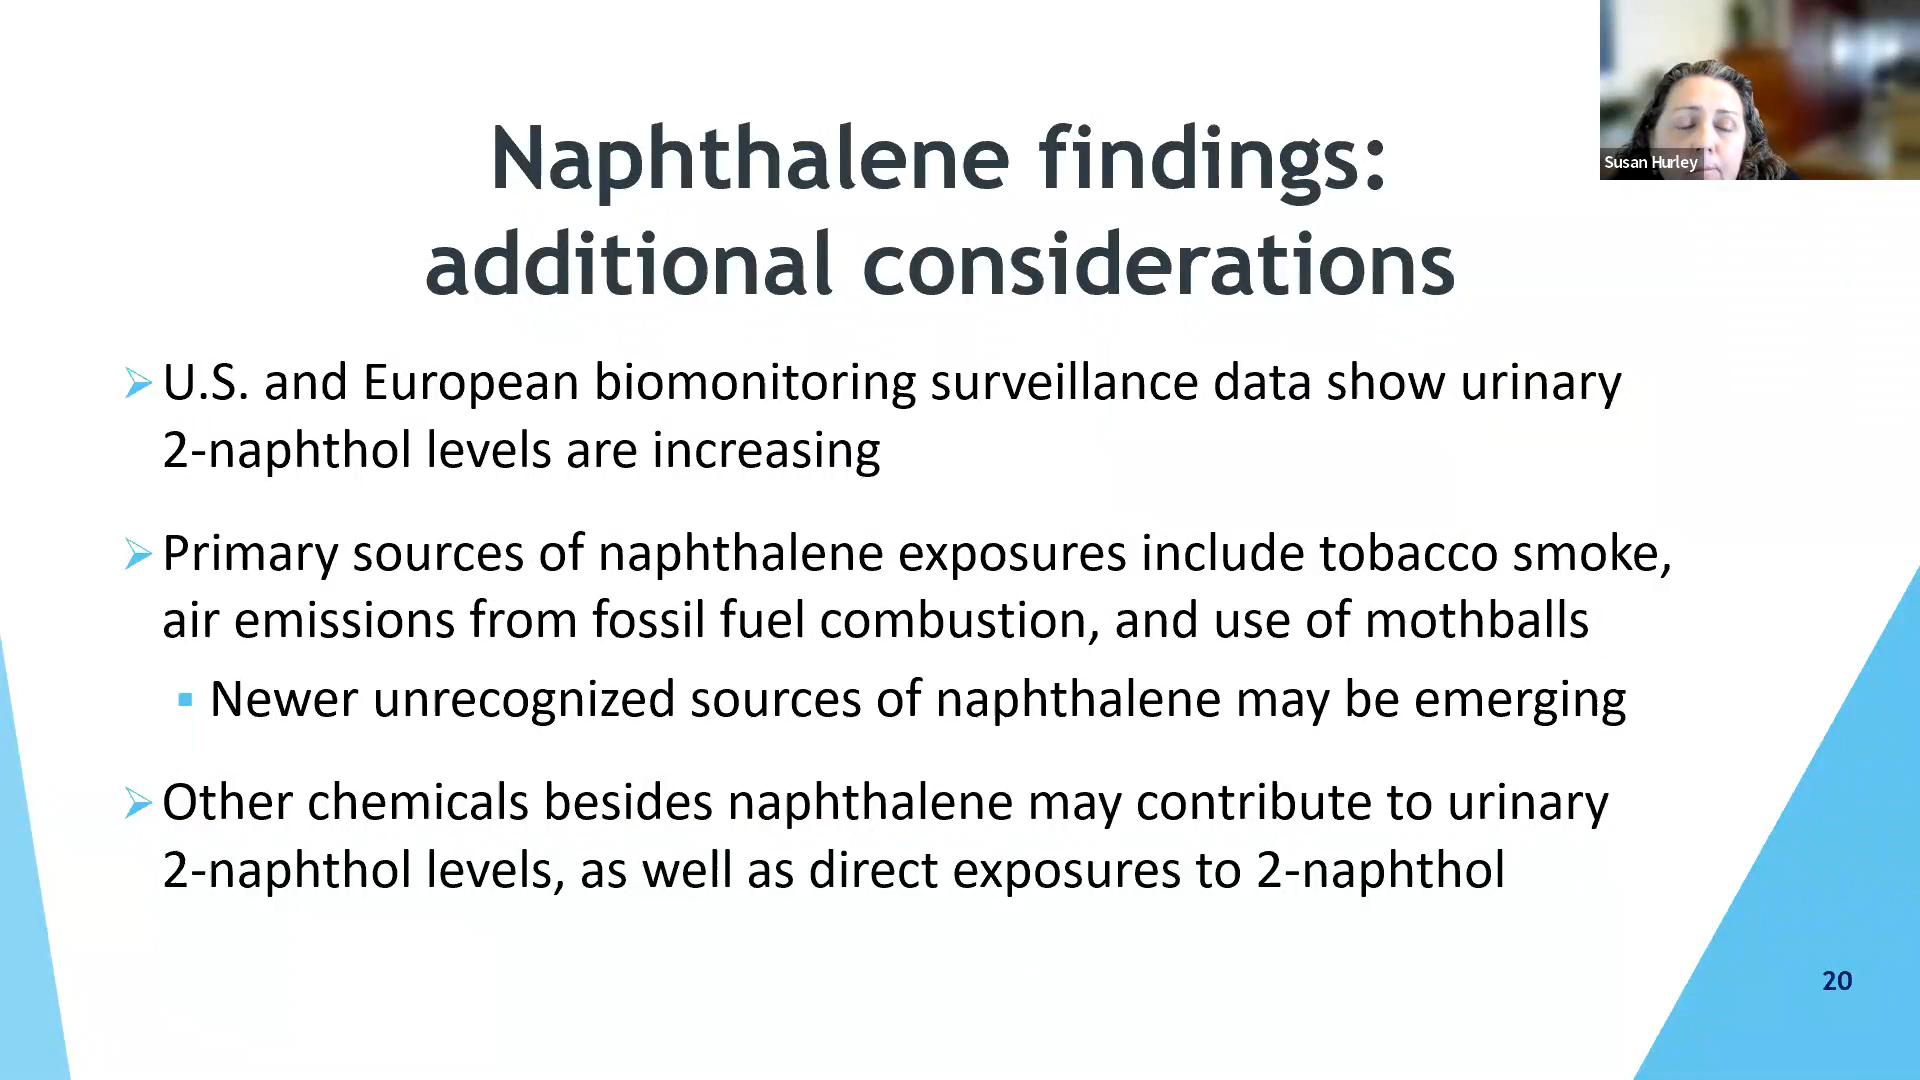 Susan Hurley
Naphthalene findings:
additional considerations
U.S. and European biomonitoring surveillance data show urinary
2-naphthol levels are increasing
Primary sources of naphthalene exposures include tobacco smoke,
air emissions from fossil fuel combustion, and use of mothballs
Newer unrecognized sources of naphthalene may be emerging
Other chemicals besides naphthalene may contribute to urinary
2-naphthol levels, as well as direct exposures to 2-naphthol
20